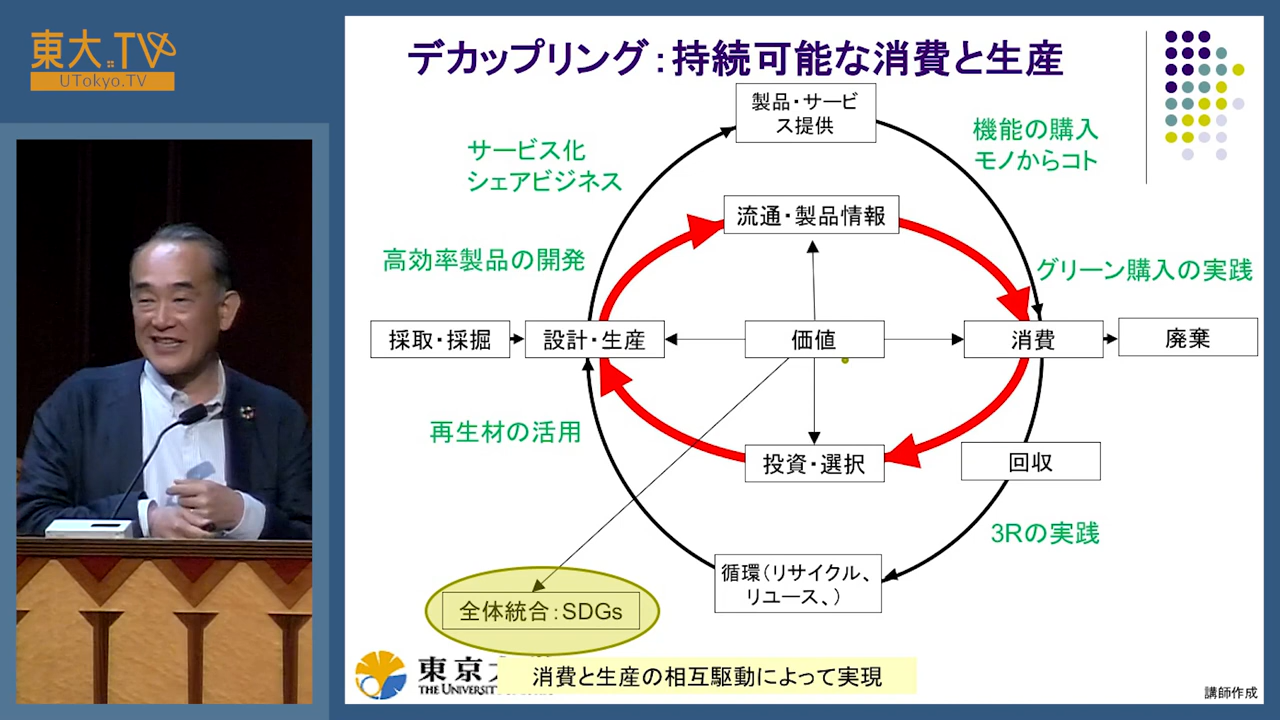 東大.TV
UTokyo.TV
デカップリング：持続可能な消費と生産
製品・サービ
ス提供
サービス化
シェアビジネス
機能の購入
モノからコト
流通・製品情報
高効率製品の開発
グリーン購入の実践
採取・採掘
設計・生産
価値
消費
廃棄
再生材の活用
投資・選択
回収
3Rの実践
循環（リサイクル、
リユース、）
全体統合：SDGs
東京大
THE UNIVERSIT
消費と生産の相互駆動によって実現
講師作成